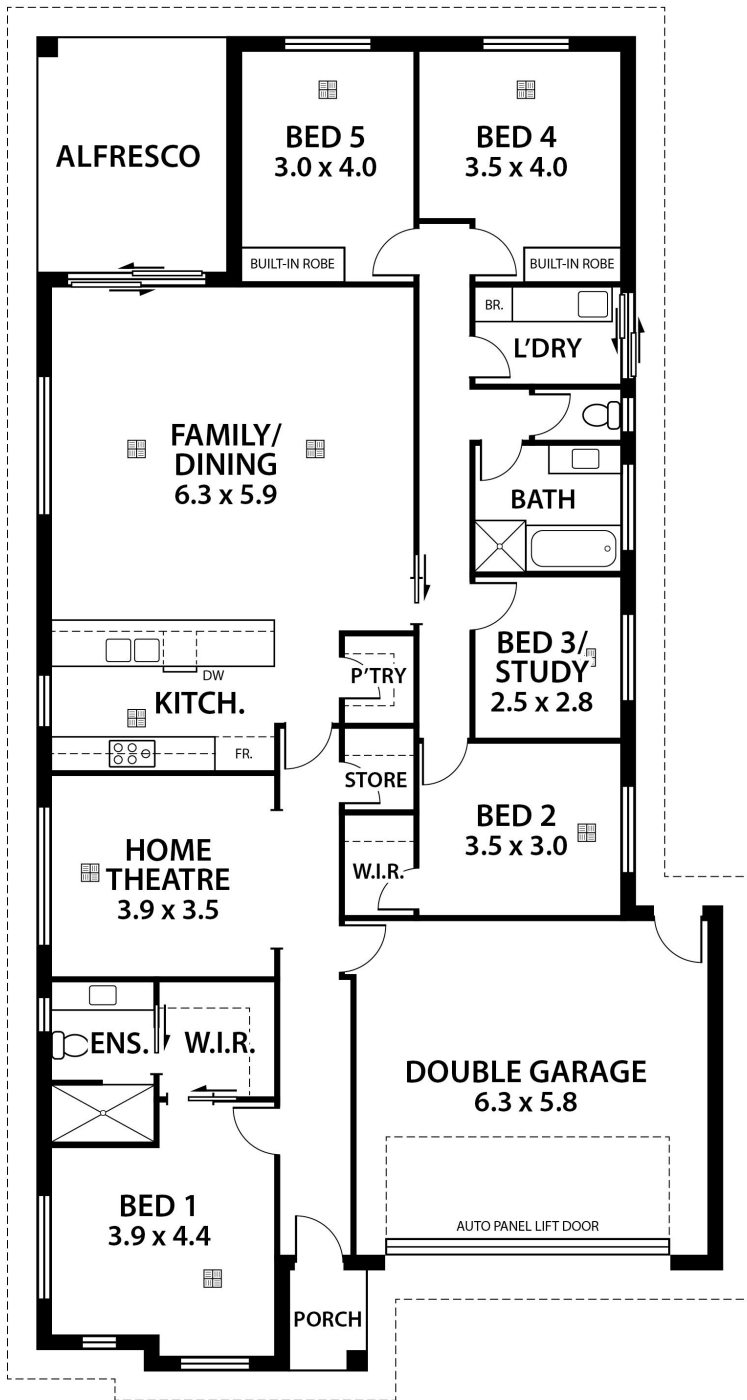 ALFRESCO
BED 5
3.0 x 4.0
BED 4
3.5 x 4.0
BUILT-IN ROBE
BUILT-IN ROBE
BR.
L'DRY
FAMILY/
DINING
6.3 x 5.9
BATH
BED 3/
STUDY
2.5 x 2.8
P'TRY
DW
KITCH.
FR.
STORE
BED 2
3.5 x 3.0
HOME
THEATRE
3.9 x 3.5
W.I.R.
ENS.
W.I.R.
DOUBLE GARAGE
6.3 x 5.8
BED 1
3.9 x 4.4
AUTO PANEL LIFT DOOR
PORCH